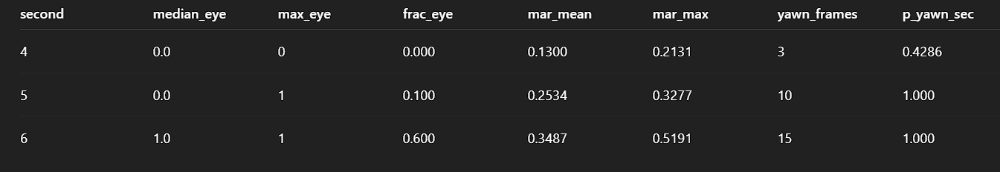 second median_eye max_eye frac_eye mar_mean mar_max yawn_frames p_yawn_sec
4 0.0 0 0.000 0.1300 0.2131 3 0.4286
5 0.0 1 0.100 0.2534 0.3277 10 1.000
6 1.0 1 0.600 0.3487 0.5191 15 1.000